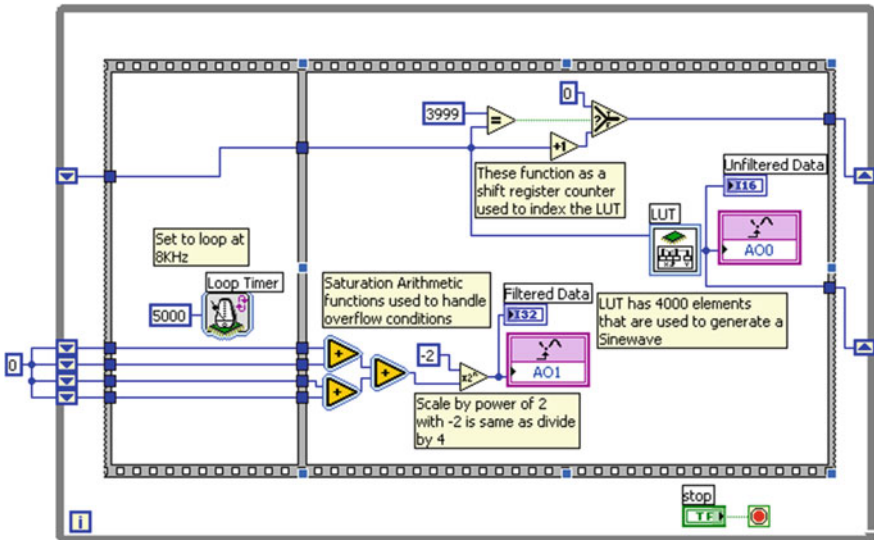 0
3999
=
?
T
F
+1
These function as a
shift register counter
used to index the LUT
Unfiltered Data
I16
LUT
AO0
Set to loop at
8KHz
Loop Timer
5000
Saturation Arithmetic
functions used to handle
overflow conditions
Filtered Data
I32
LUT has 4000 elements
that are used to generate a
Sinewave
0
+
+
+
-2
x2ⁿ
AO1
Scale by power of 2
with -2 is same as divide
by 4
stop
TF
i